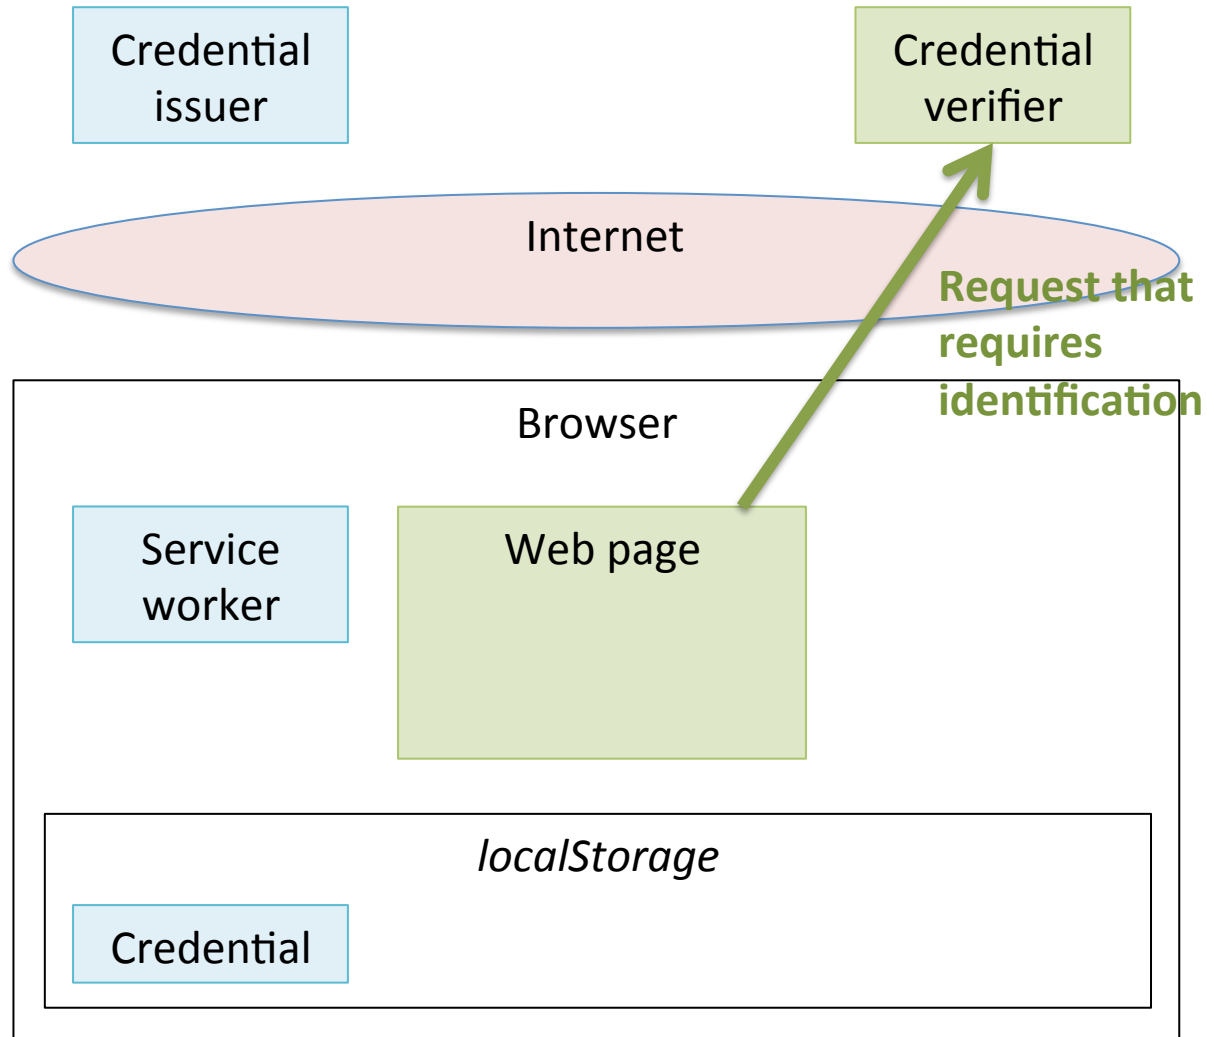 Credential
issuer
Credential
verifier
Internet
Request that
requires
identification
Browser
Service
worker
Web page
localStorage
Credential